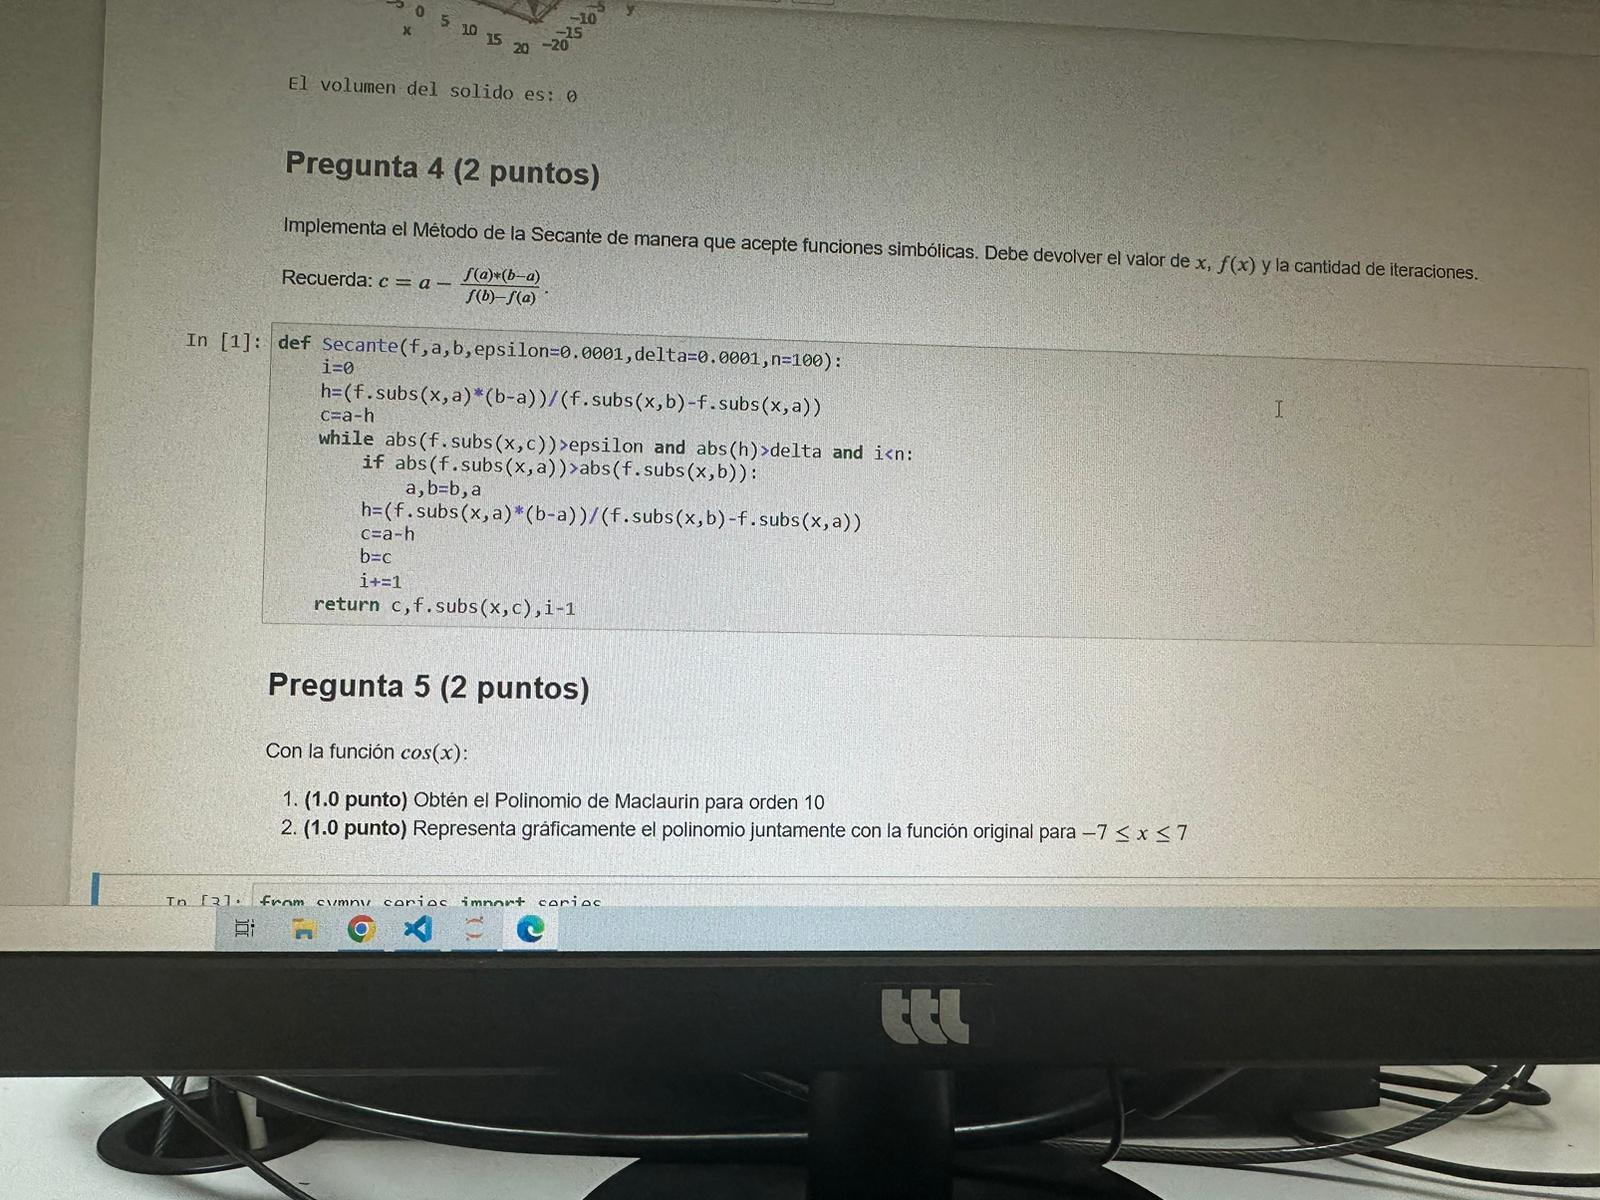 -5 0 5 10 15 20 -20 -15 -10 -5 y
x
El volumen del solido es: 0
Pregunta 4 (2 puntos)
Implementa el Método de la Secante de manera que acepte funciones simbólicas. Debe devolver el valor de x, f(x) y la cantidad de iteraciones.
Recuerda: c = a − f(a)*(b−a) / f(b)−f(a) .
In [1]: def Secante(f,a,b,epsilon=0.0001,delta=0.0001,n=100):
i=0
h=(f.subs(x,a)*(b-a))/(f.subs(x,b)-f.subs(x,a))
c=a-h
while abs(f.subs(x,c))>epsilon and abs(h)>delta and i<n:
if abs(f.subs(x,a))>abs(f.subs(x,b)):
a,b=b,a
h=(f.subs(x,a)*(b-a))/(f.subs(x,b)-f.subs(x,a))
c=a-h
b=c
i+=1
return c,f.subs(x,c),i-1
Pregunta 5 (2 puntos)
Con la función cos(x):
1. (1.0 punto) Obtén el Polinomio de Maclaurin para orden 10
2. (1.0 punto) Representa gráficamente el polinomio juntamente con la función original para −7 ≤ x ≤ 7
In [3]: from sympy series import series
ttl